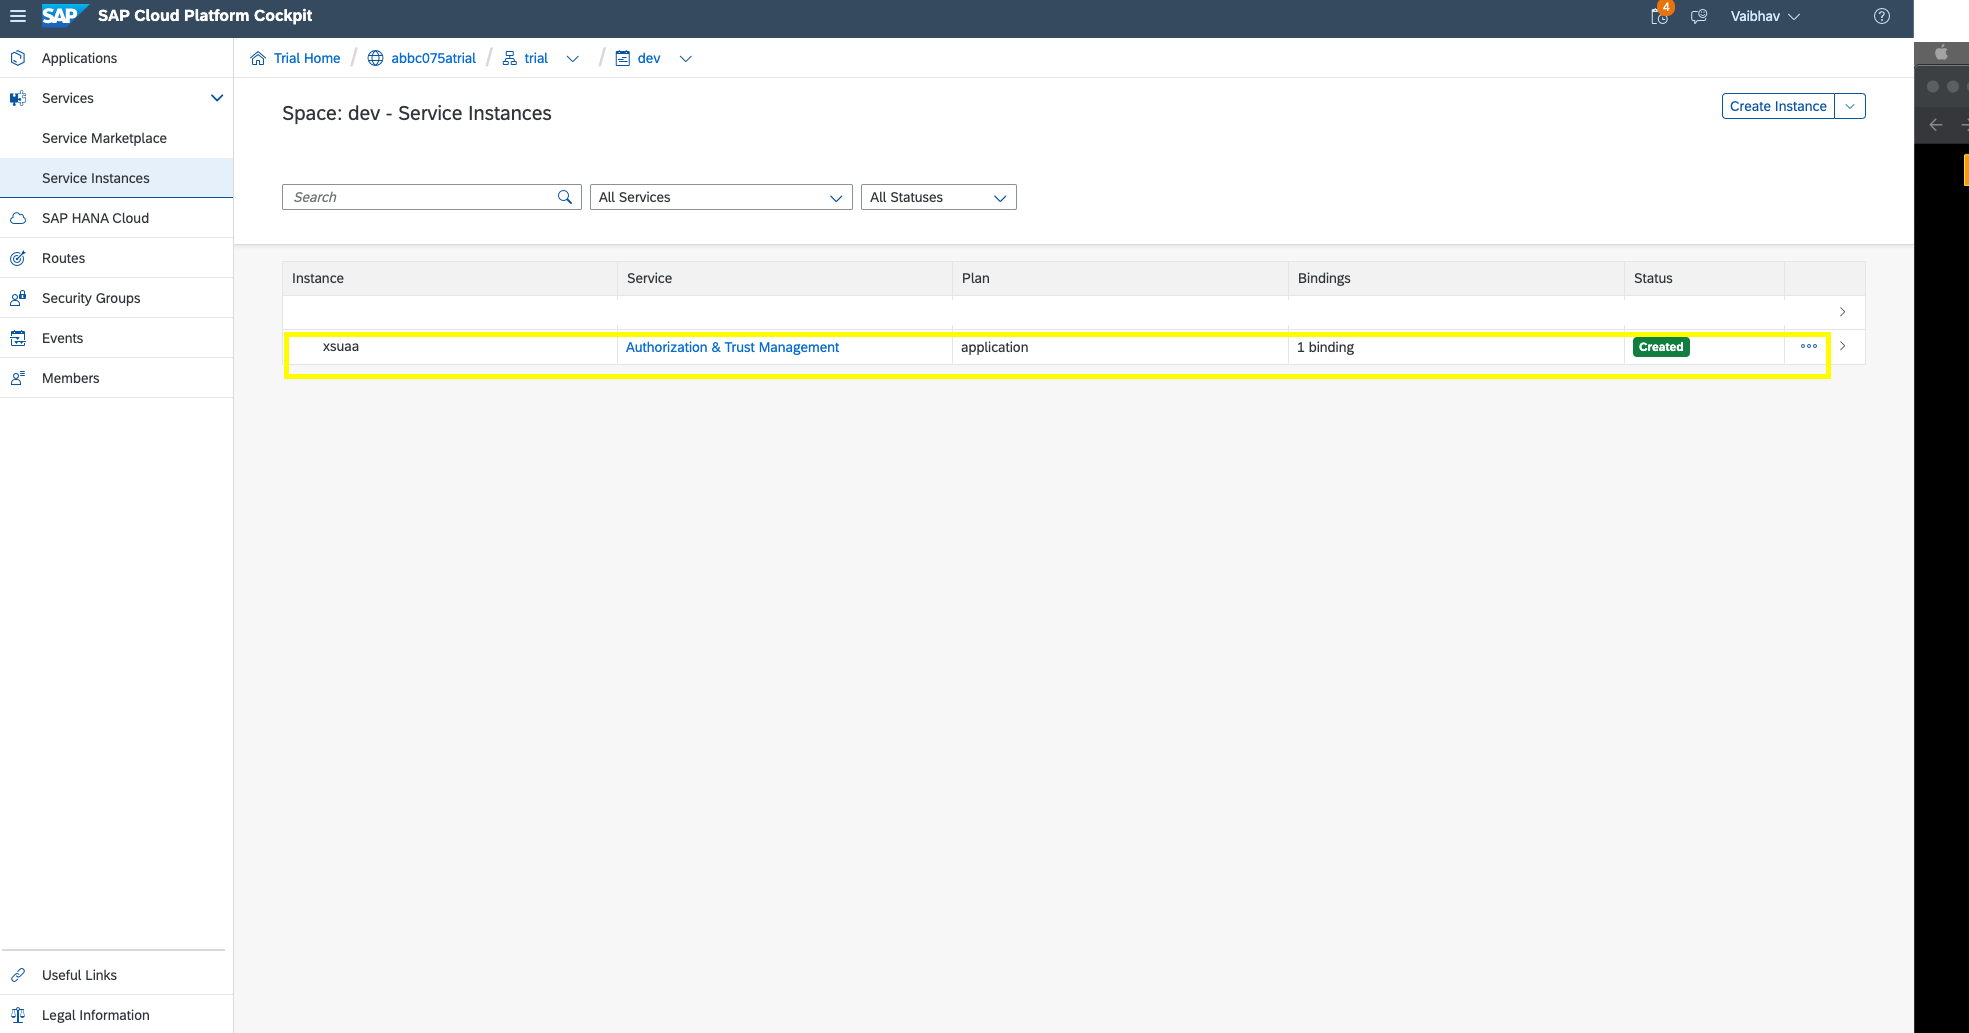 SAP SAP Cloud Platform Cockpit 4 Vaibhav
Applications
Services
Service Marketplace
Service Instances
SAP HANA Cloud
Routes
Security Groups
Events
Members
Useful Links
Legal Information
Trial Home / abbc075atrial / trial / dev
Space: dev - Service Instances
Create Instance
Search All Services All Statuses
Instance Service Plan Bindings Status
xsuaa Authorization & Trust Management application 1 binding Created